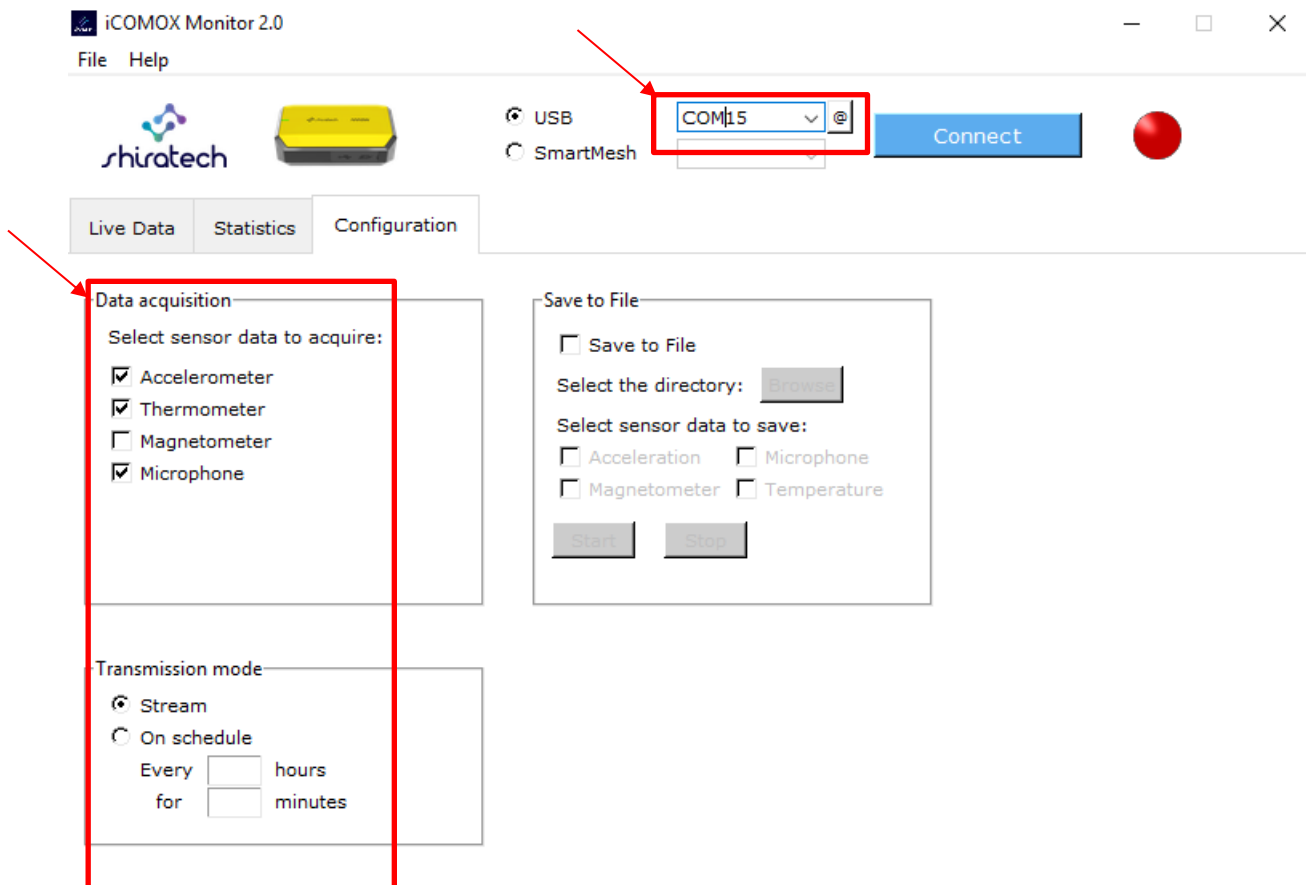 iCOMOX Monitor 2.0
File Help
shiratech
USB COM15 @
SmartMesh
Connect
Live Data Statistics Configuration
Data acquisition
Select sensor data to acquire:
Accelerometer
Thermometer
Magnetometer
Microphone
Save to File
Save to File
Select the directory: Browse
Select sensor data to save:
Acceleration Microphone
Magnetometer Temperature
Start Stop
Transmission mode
Stream
On schedule
Every hours
for minutes